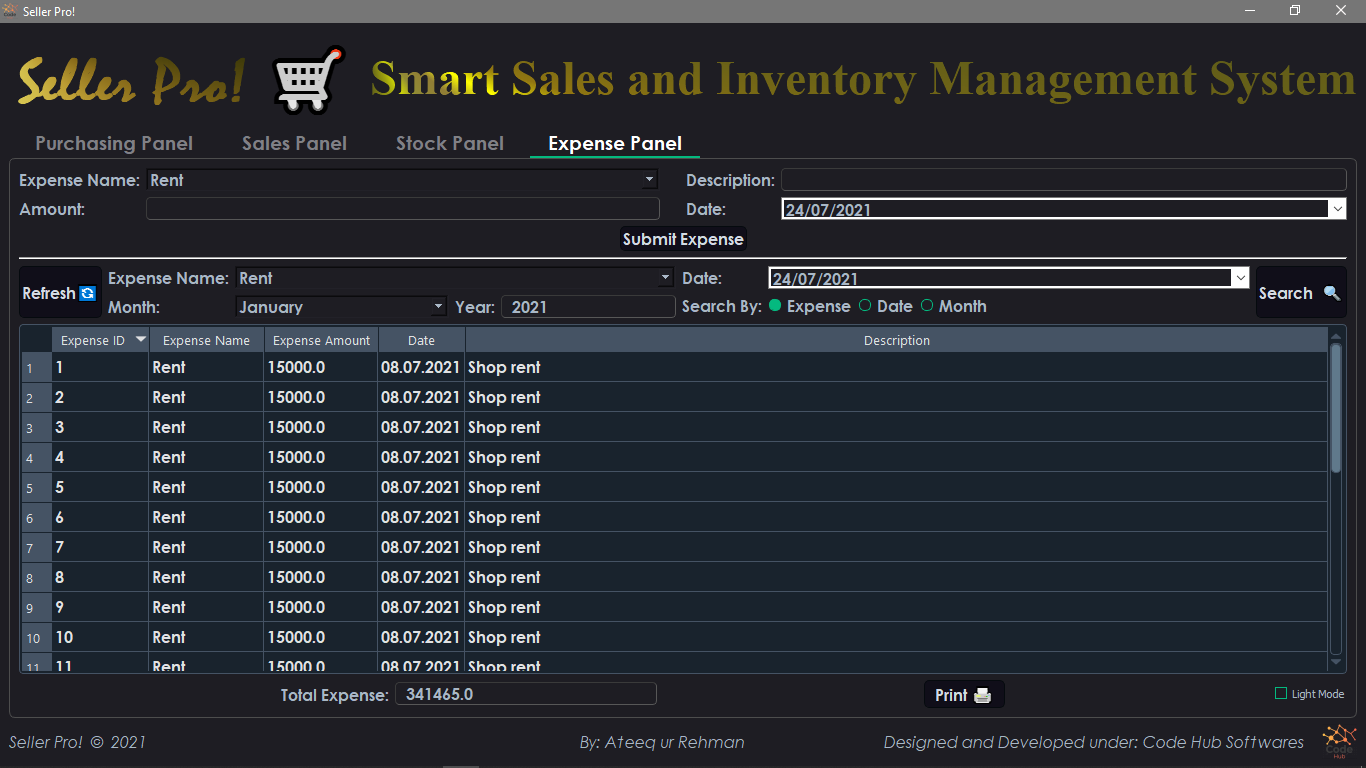 Seller Pro!
Seller Pro! Smart Sales and Inventory Management System
Purchasing Panel Sales Panel Stock Panel Expense Panel
Expense Name: Rent Description:
Amount: Date: 24/07/2021
Submit Expense
Refresh Expense Name: Rent Date: 24/07/2021 Search
Month: January Year: 2021 Search By: Expense Date Month
Expense ID Expense Name Expense Amount Date Description
1 1 Rent 15000.0 08.07.2021 Shop rent
2 2 Rent 15000.0 08.07.2021 Shop rent
3 3 Rent 15000.0 08.07.2021 Shop rent
4 4 Rent 15000.0 08.07.2021 Shop rent
5 5 Rent 15000.0 08.07.2021 Shop rent
6 6 Rent 15000.0 08.07.2021 Shop rent
7 7 Rent 15000.0 08.07.2021 Shop rent
8 8 Rent 15000.0 08.07.2021 Shop rent
9 9 Rent 15000.0 08.07.2021 Shop rent
10 10 Rent 15000.0 08.07.2021 Shop rent
11 11 Rent 15000.0 08.07.2021 Shop rent
Total Expense: 341465.0 Print Light Mode
Seller Pro! © 2021 By: Ateeq ur Rehman Designed and Developed under: Code Hub Softwares
Code
Hub